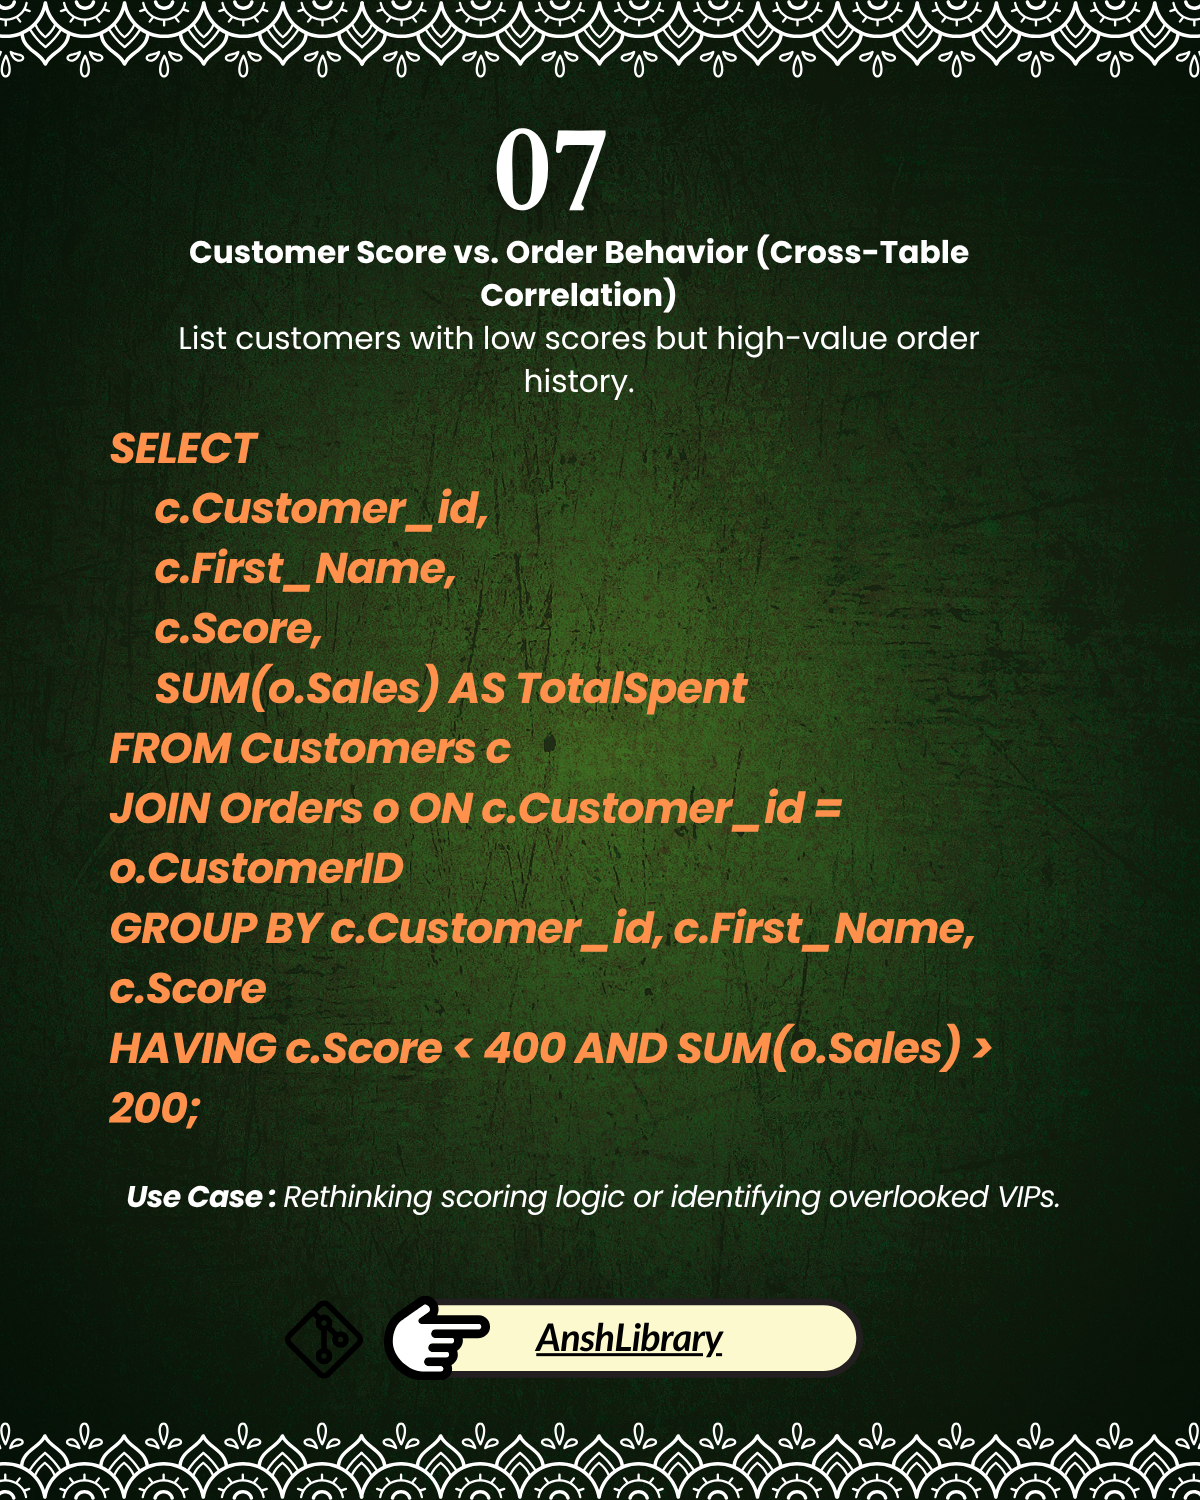 07
Customer Score vs. Order Behavior (Cross-Table
Correlation)
List customers with low scores but high-value order
history.
SELECT
c.Customer_id,
c.First_Name,
c.Score,
SUM(o.Sales) AS TotalSpent
FROM Customers c
JOIN Orders o ON c.Customer_id =
o.CustomerID
GROUP BY c.Customer_id, c.First_Name,
c.Score
HAVING c.Score < 400 AND SUM(o.Sales) >
200;
Use Case : Rethinking scoring logic or identifying overlooked VIPs.
AnshLibrary